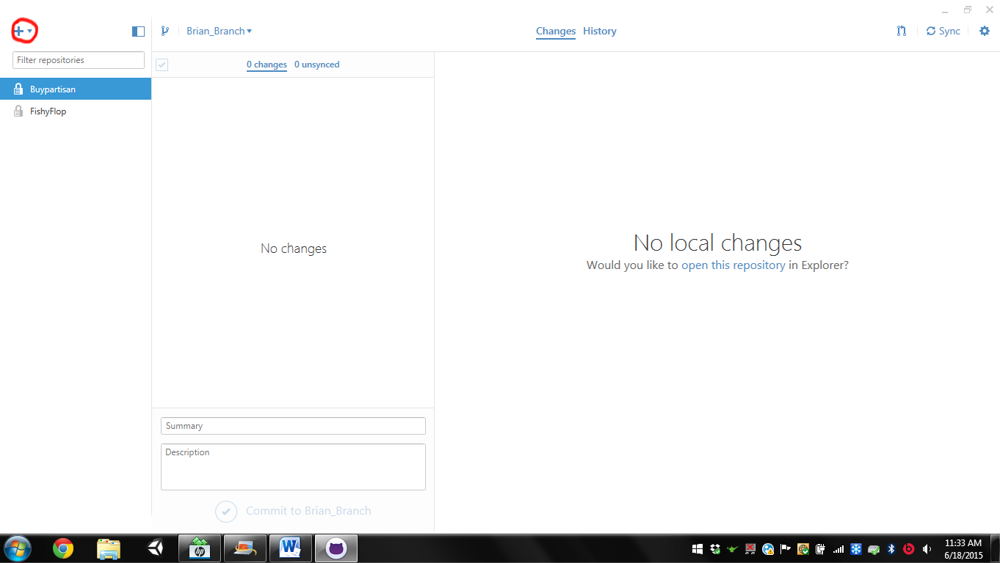 Brian_Branch
Changes History
Sync
Filter repositories
0 changes 0 unsynced
Buypartisan
FishyFlop
No changes
No local changes
Would you like to open this repository in Explorer?
Summary
Description
Commit to Brian_Branch
hp
W
11:33 AM
6/18/2015